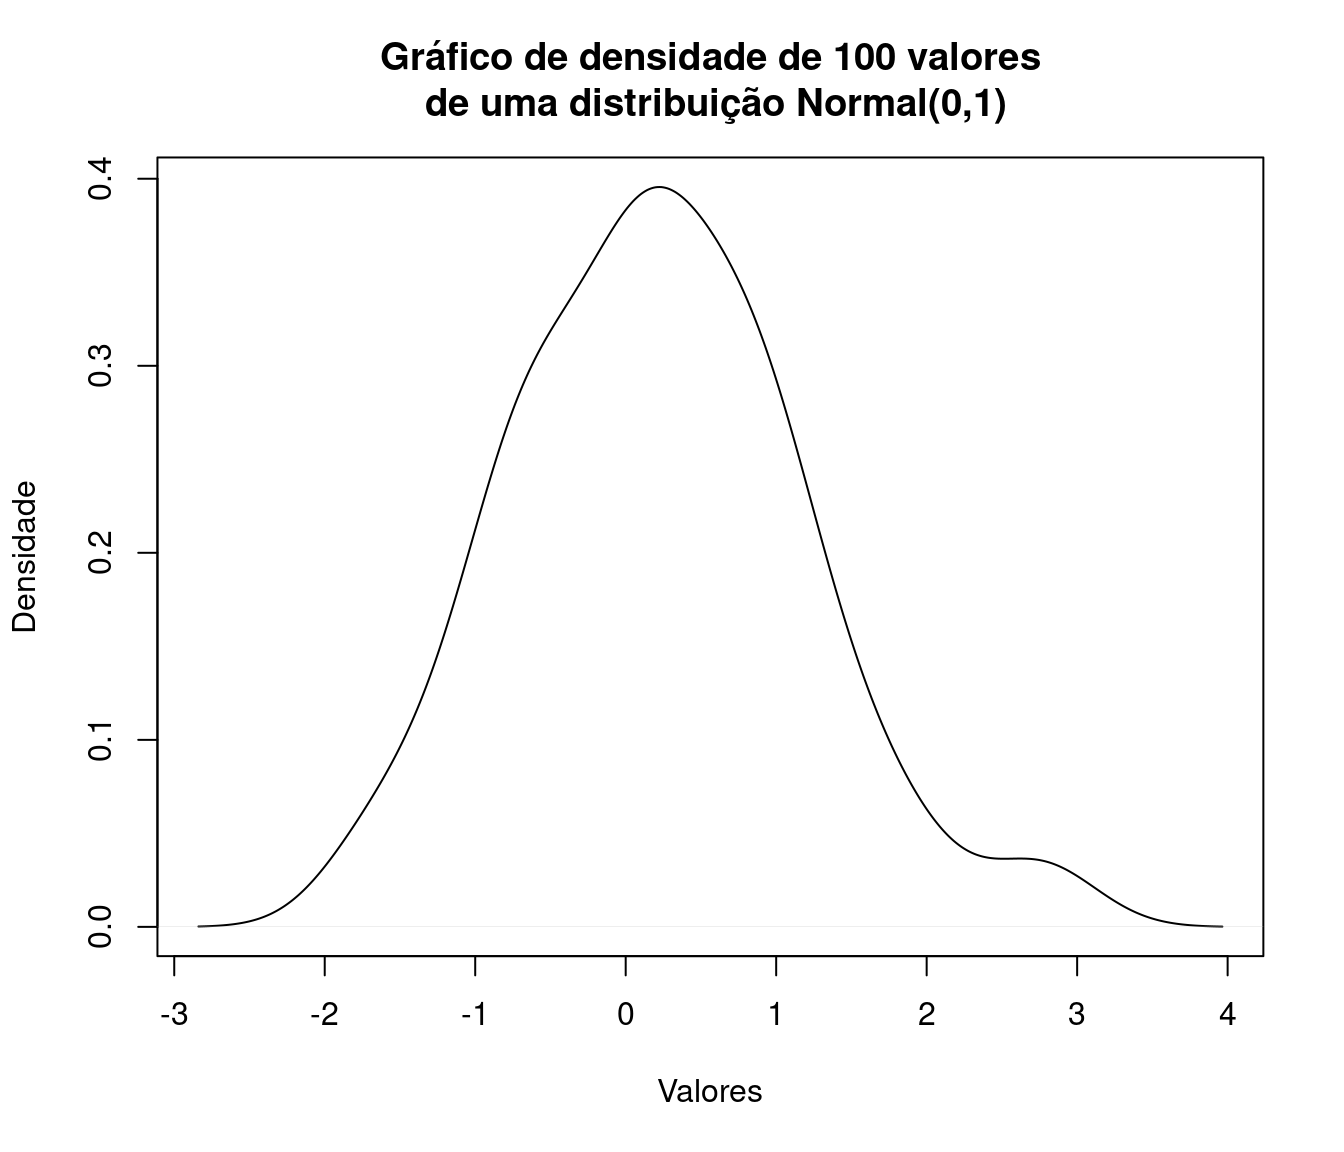 Gráfico de densidade de 100 valores
de uma distribuição Normal(0,1)
Densidade
0.4
0.3
0.2
0.1
0.0
-3 -2 -1 0 1 2 3 4
Valores